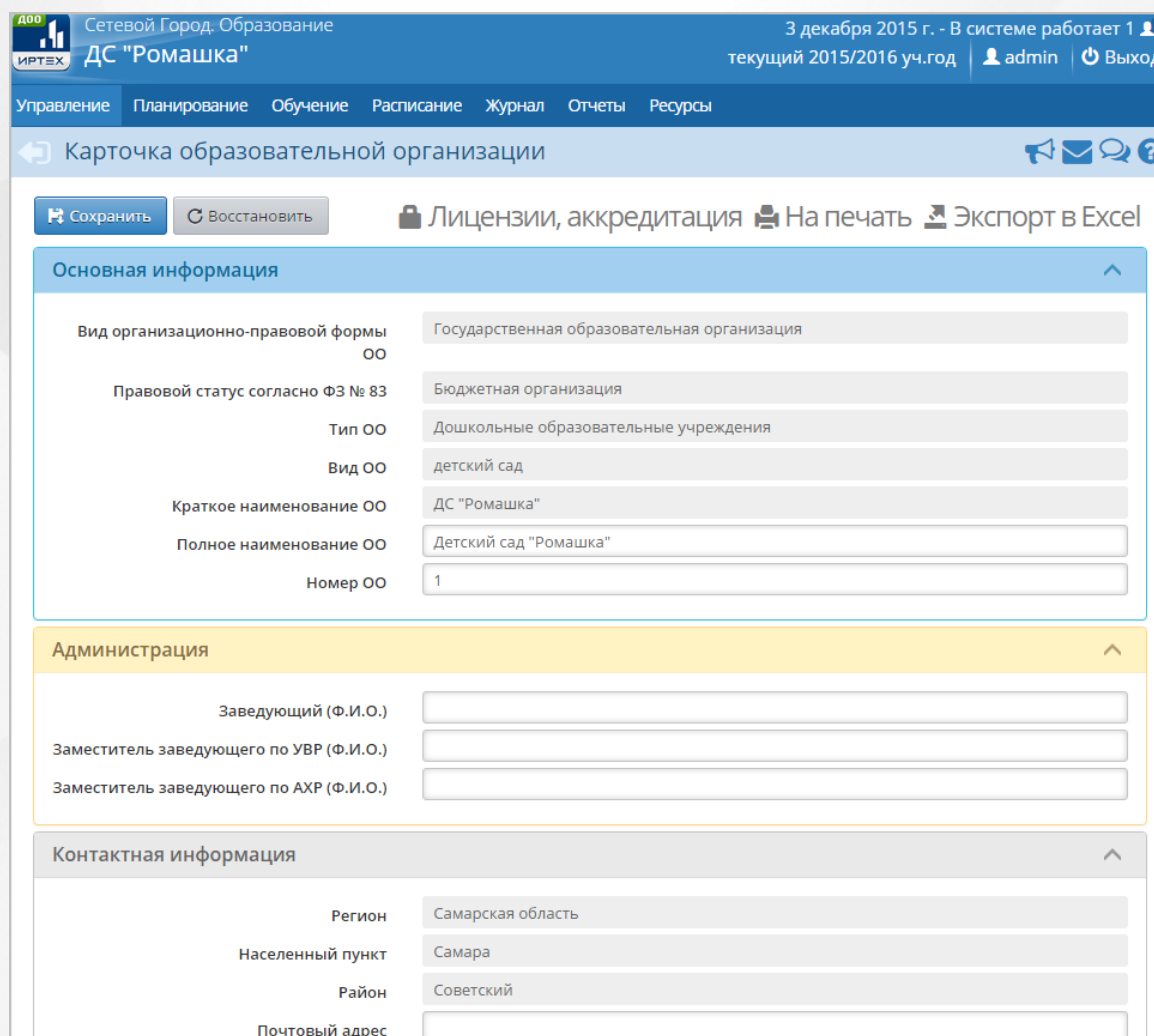 ДОО
ИРТЕХ
Сетевой Город. Образование
ДС "Ромашка"
3 декабря 2015 г. - В системе работает 1
текущий 2015/2016 уч.год admin Выход
Управление Планирование Обучение Расписание Журнал Отчеты Ресурсы
Карточка образовательной организации
Сохранить Восстановить Лицензии, аккредитация На печать Экспорт в Excel
Основная информация
Вид организационно-правовой формы Государственная образовательная организация
ОО
Правовой статус согласно ФЗ № 83 Бюджетная организация
Тип ОО Дошкольные образовательные учреждения
Вид ОО детский сад
Краткое наименование ОО ДС "Ромашка"
Полное наименование ОО Детский сад "Ромашка"
Номер ОО 1
Администрация
Заведующий (Ф.И.О.)
Заместитель заведующего по УВР (Ф.И.О.)
Заместитель заведующего по АХР (Ф.И.О.)
Контактная информация
Регион Самарская область
Населенный пункт Самара
Район Советский
Почтовый адрес